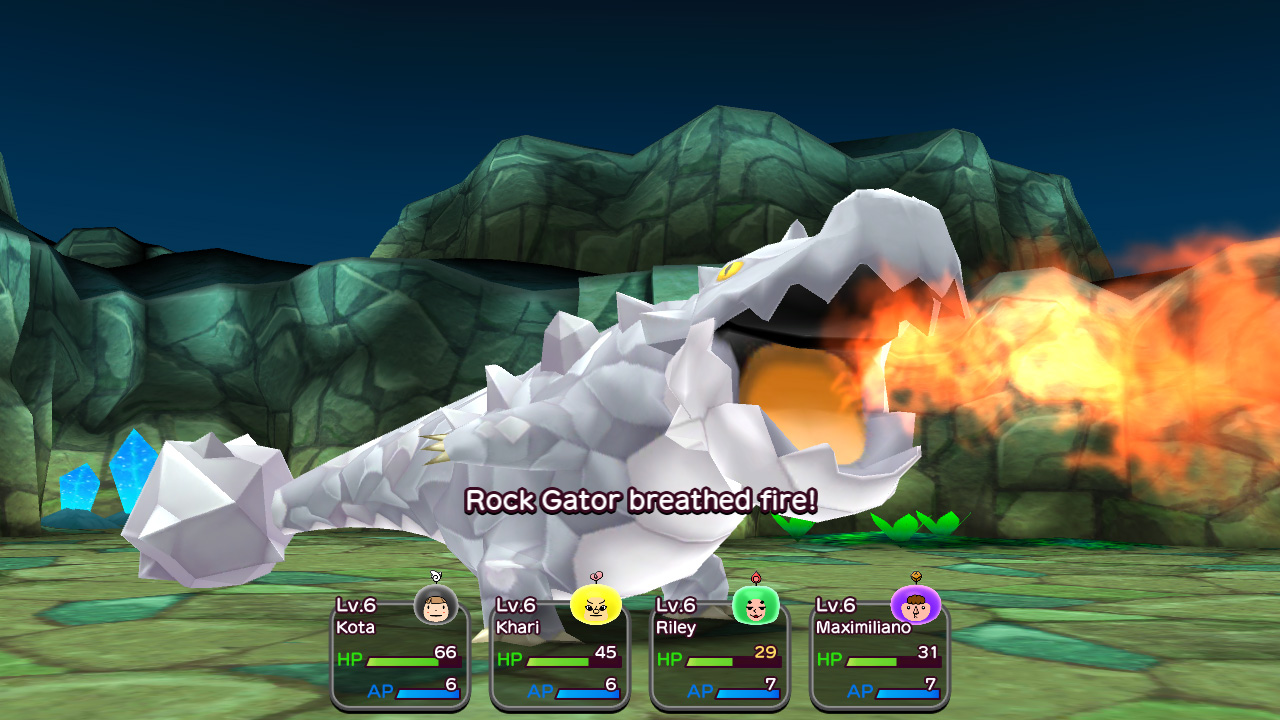 Rock Gator breathed fire!
Lv.6
Kota
HP 66
AP 6
Lv.6
Khari
HP 45
AP 6
Lv.6
Riley
HP 29
AP 7
Lv.6
Maximiliano
HP 31
AP 7